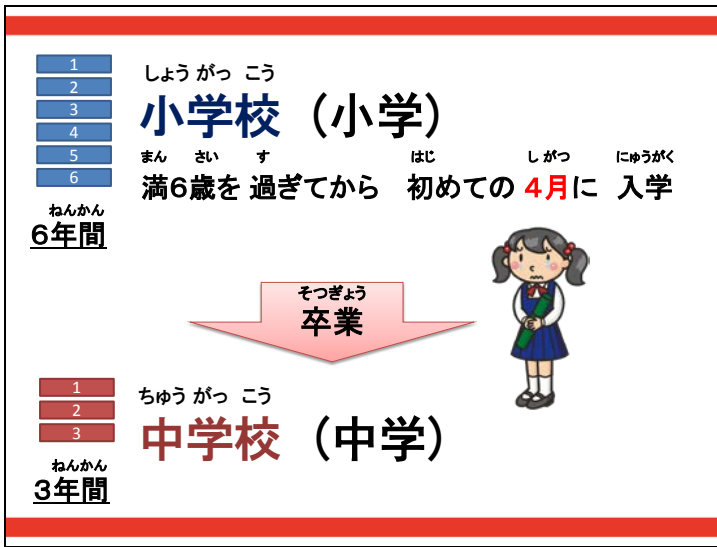 1
2
3
4
5
6
ねんかん
６年間
しょう がっ こう
小学校（小学）
まん さい す はじ しがつ にゅうがく
満６歳を 過ぎてから 初めての ４月に 入学
そつぎょう
卒業
1
2
3
ねんかん
３年間
ちゅう がっ こう
中学校（中学）